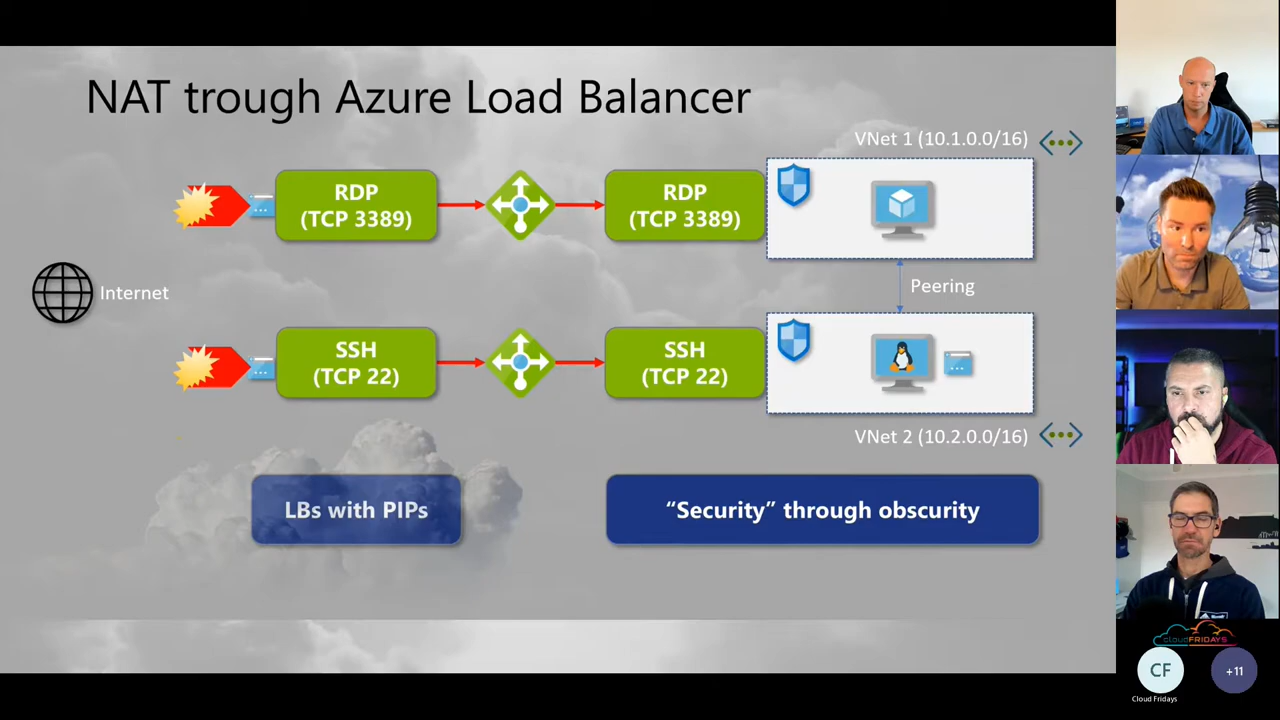 NAT trough Azure Load Balancer
VNet 1 (10.1.0.0/16)
RDP
(TCP 3389)
RDP
(TCP 3389)
Internet
Peering
SSH
(TCP 22)
SSH
(TCP 22)
VNet 2 (10.2.0.0/16)
LBs with PIPs
“Security” through obscurity
cloudFRIDAYS
CF
+11
Cloud Fridays